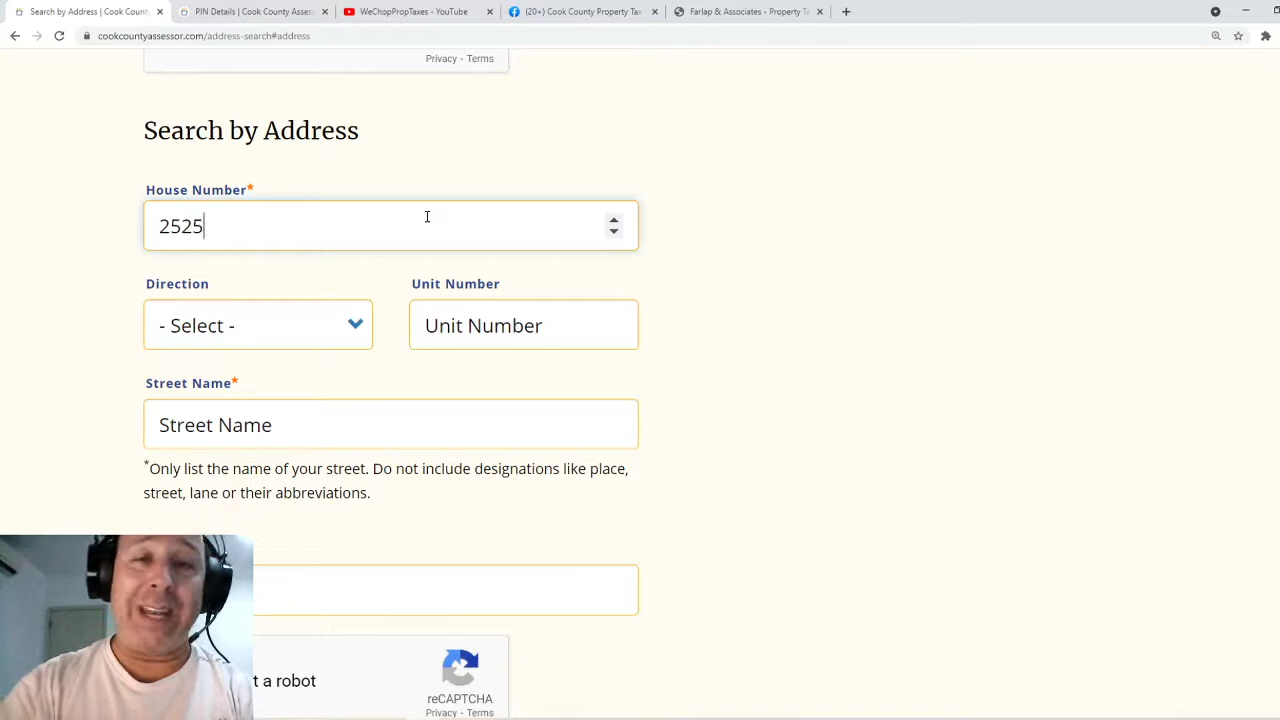 Search by Address | Cook Coun
PIN Details | Cook County Asses
WeChopPropTaxes - YouTube
(20+) Cook County Property Tax
Farlap & Associates - Property T
cookcountyassessor.com/address-search#address
Privacy - Terms
Search by Address
House Number*
2525
Direction
Unit Number
- Select -
Unit Number
Street Name*
Street Name
*Only list the name of your street. Do not include designations like place,
street, lane or their abbreviations.
t a robot
reCAPTCHA
Privacy - Terms